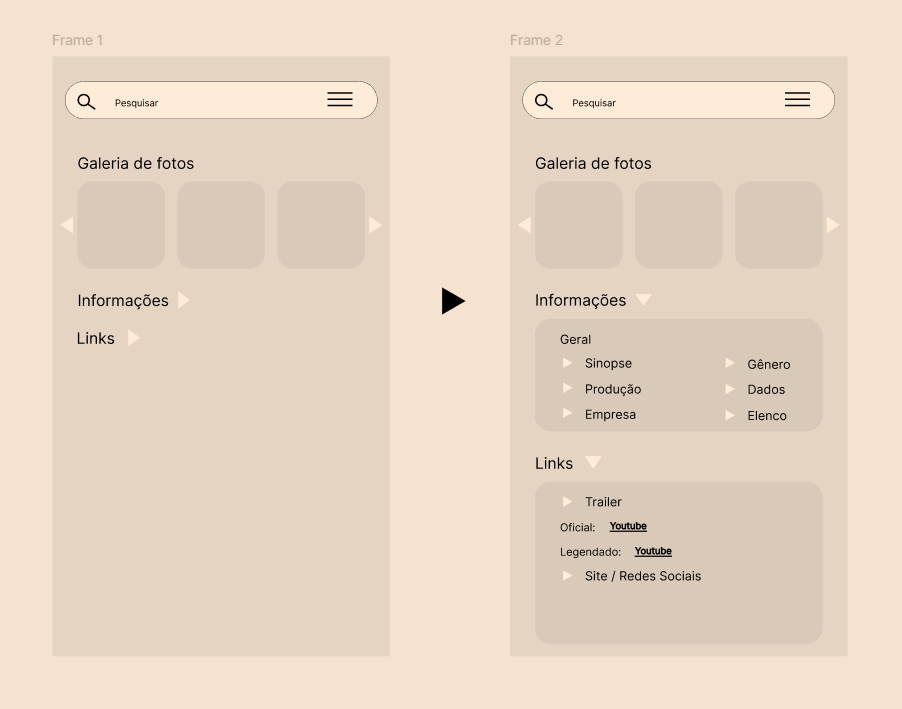 Frame 1
Pesquisar
Galeria de fotos
Informações
Links
Frame 2
Pesquisar
Galeria de fotos
Informações
Geral
Sinopse
Gênero
Produção
Dados
Empresa
Elenco
Links
Trailer
Oficial: Youtube
Legendado: Youtube
Site / Redes Sociais